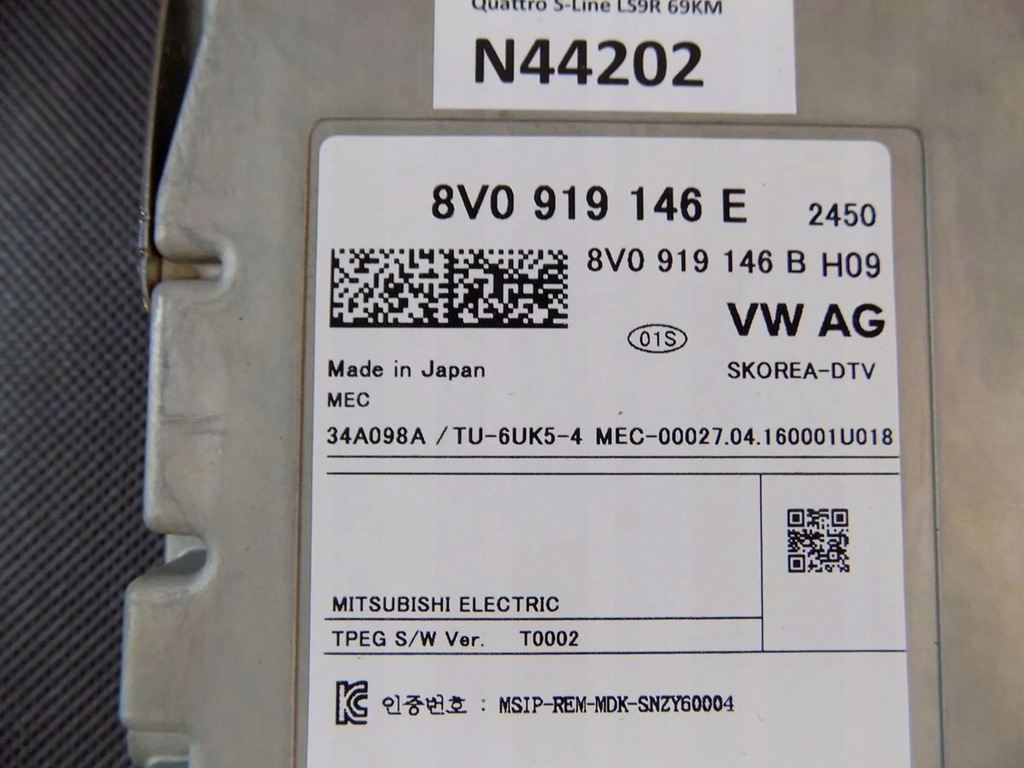 Quattro S-Line LS9R 69KM
N44202
8V0 919 146 E 2450
8V0 919 146 B H09
VW AG
01S
Made in Japan
SKOREA-DTV
MEC
34A098A / TU-6UK5-4 MEC-00027.04.160001U018
MITSUBISHI ELECTRIC
TPEG S/W Ver. T0002
인증번호 : MSIP-REM-MDK-SNZY60004